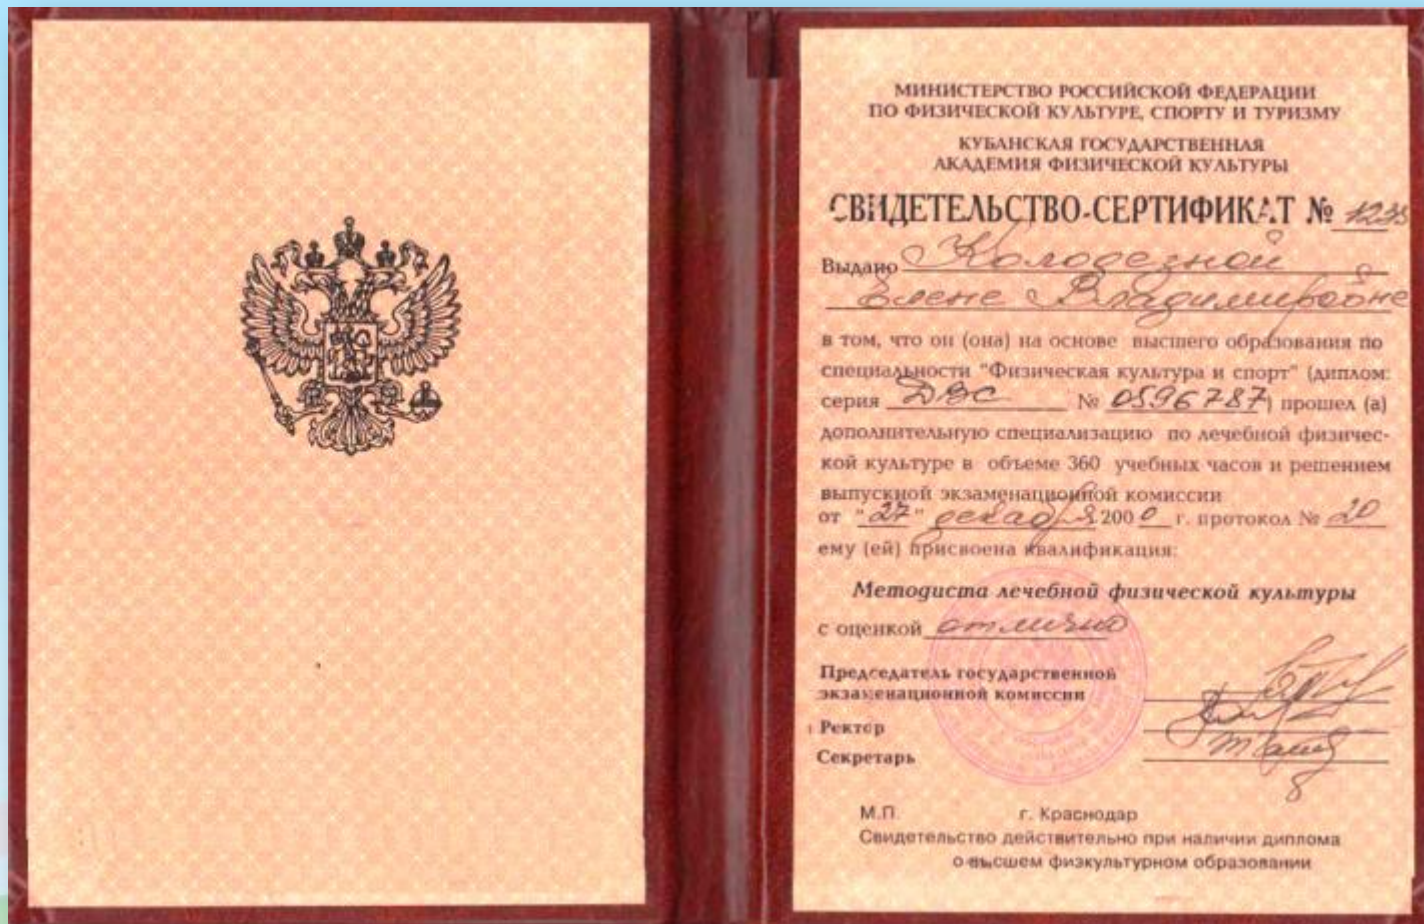 МИНИСТЕРСТВО РОССИЙСКОЙ ФЕДЕРАЦИИ
ПО ФИЗИЧЕСКОЙ КУЛЬТУРЕ, СПОРТУ И ТУРИЗМУ
КУБАНСКАЯ ГОСУДАРСТВЕННАЯ
АКАДЕМИЯ ФИЗИЧЕСКОЙ КУЛЬТУРЫ
СВИДЕТЕЛЬСТВО-СЕРТИФИКАТ №
Выдано Колодезной
Елене Владимировне
в том, что он (она) на основе высшего образования по
специальности "Физическая культура и спорт" (диплом:
серия ДВС № 0596787) прошел (а)
дополнительную специализацию по лечебной физичес-
кой культуре в объеме 360 учебных часов и решением
выпускной экзаменационной комиссии
от "27" декабря 2000 г. протокол № 20
ему (ей) присвоена квалификация:
Методиста лечебной физической культуры
с оценкой отлично
Председатель государственной
экзаменационной комиссии
Ректор
Секретарь
М.П. г. Краснодар
Свидетельство действительно при наличии диплома
о высшем физкультурном образовании